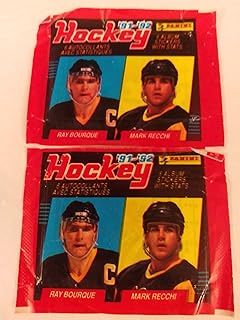 Hockey '91-'92
PANINI
6 AUTOCOLLANTS
AVEC STATISTIQUES
6 ALBUM
STICKERS
WITH STATS
C
RAY BOURQUE
MARK RECCHI
Hockey '91-'92
PANINI
6 AUTOCOLLANTS
AVEC STATISTIQUES
6 ALBUM
STICKERS
WITH STATS
C
RAY BOURQUE
MARK RECCHI